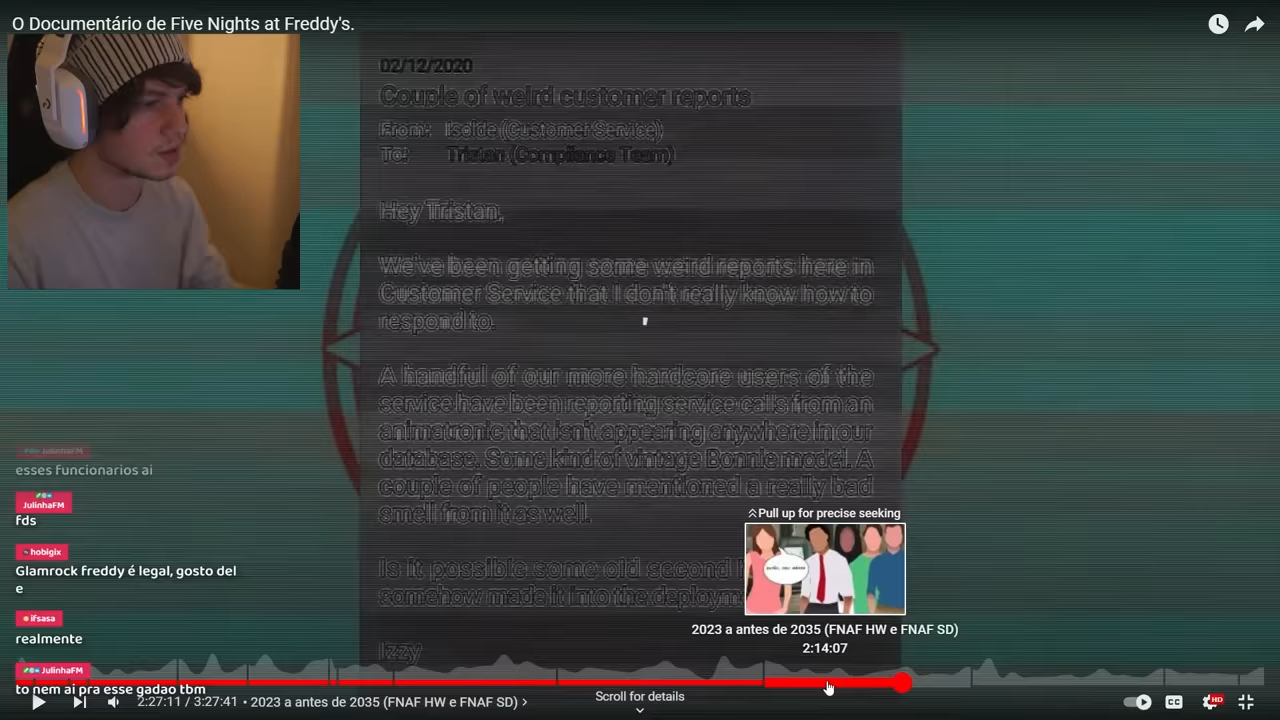 O Documentário de Five Nights at Freddy's.
02/12/2020
Couple of weird customer reports
From: Isolde (Customer Service)
To: Tristan (Compliance Team)
Hey Tristan,
We've been getting some weird reports here in
Customer Service that I don't really know how to
respond to.
A handful of our more hardcore users of the
service have been reporting service calls from an
animatronic that isn't appearing anywhere in our
database. Some kind of vintage Bonnie model. A
couple of people have mentioned a really bad
smell from it as well.
Is it possible some old second
somehow made it into the deploym
Izzy
JulinhaFM
esses funcionarios ai
JulinhaFM
fds
hobigix
Glamrock freddy é legal, gosto del
e
ifsasa
realmente
JulinhaFM
to nem ai pra esse gadao tbm
Pull up for precise seeking
2023 a antes de 2035 (FNAF HW e FNAF SD)
2:14:07
2:27:11 / 3:27:41 • 2023 a antes de 2035 (FNAF HW e FNAF SD)
Scroll for details
CC
HD